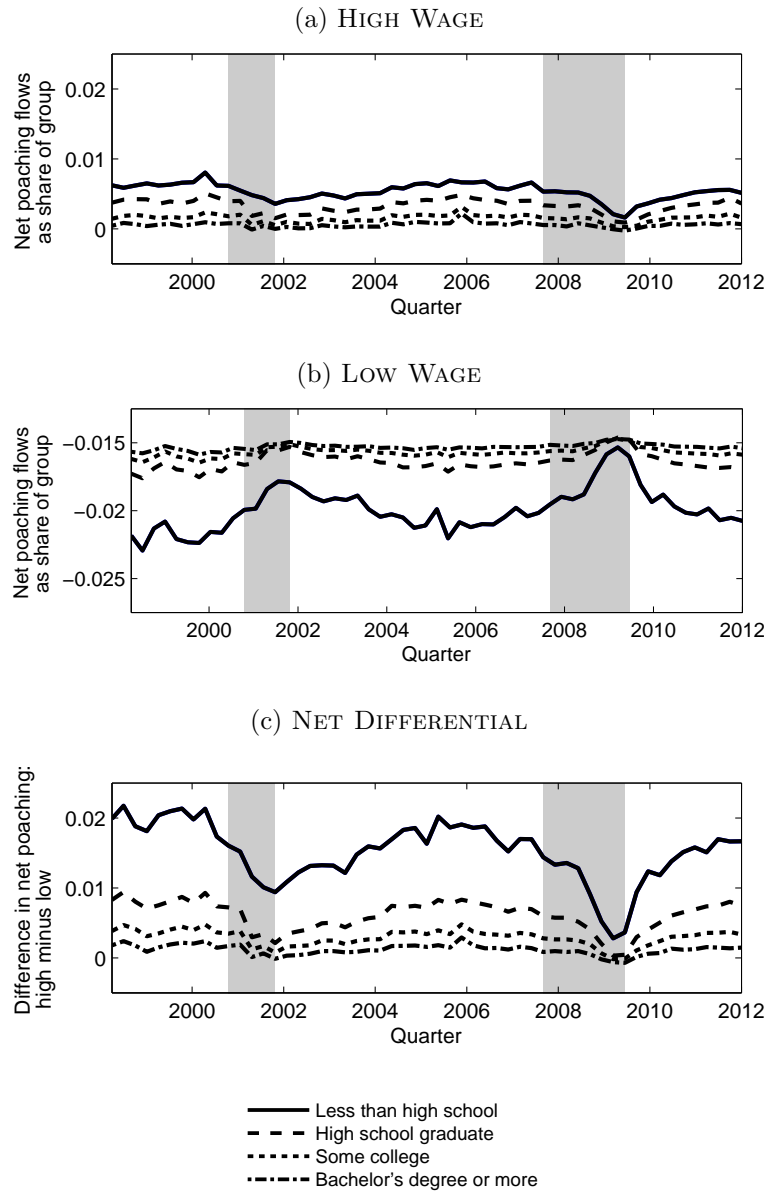 (a) HIGH WAGE
Net poaching flows
as share of group
0.02
0.01
0
2000 2002 2004 2006 2008 2010 2012
Quarter
(b) LOW WAGE
Net poaching flows
as share of group
−0.015
−0.02
−0.025
2000 2002 2004 2006 2008 2010 2012
Quarter
(c) NET DIFFERENTIAL
Difference in net poaching:
high minus low
0.02
0.01
0
2000 2002 2004 2006 2008 2010 2012
Quarter
Less than high school
High school graduate
Some college
Bachelor's degree or more